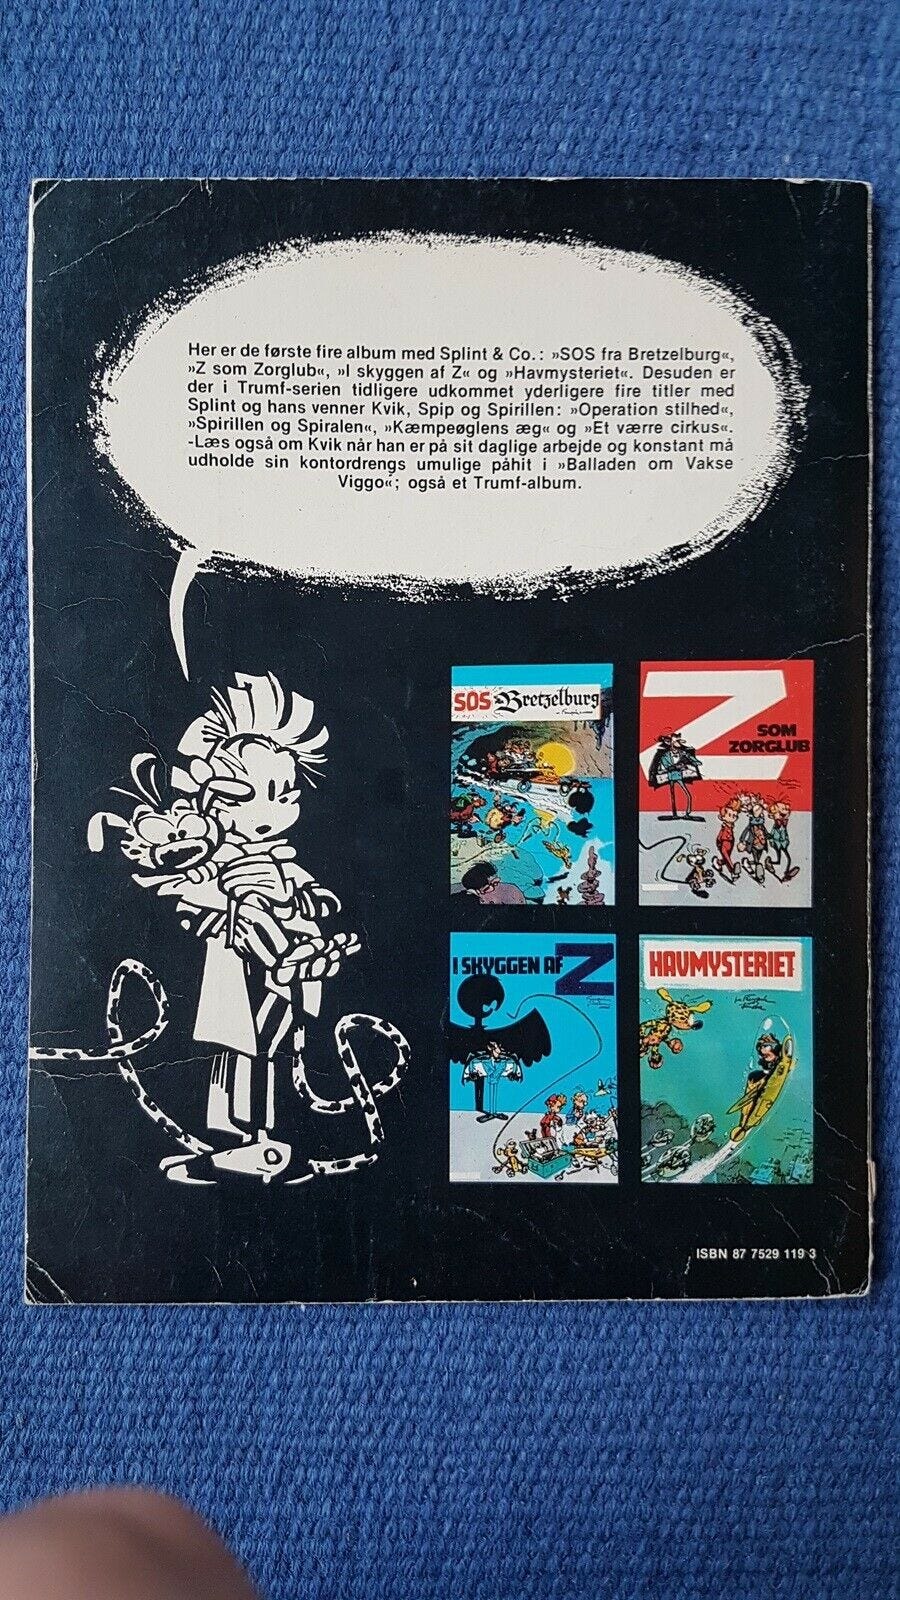 Her er de første fire album med Splint & Co.: »SOS fra Bretzelburg«,
»Z som Zorglub«, »I skyggen af Z« og »Havmysteriet«. Desuden er
der i Trumf-serien tidligere udkommet yderligere fire titler med
Splint og hans venner Kvik, Spip og Spirillen: »Operation stilhed«,
»Spirillen og Spiralen«, »Kæmpeøglens æg« og »Et værre cirkus«.
-Læs også om Kvik når han er på sit daglige arbejde og konstant må
udholde sin kontordrengs umulige påhit i »Balladen om Vakse
Viggo«; også et Trumf-album.
SOS Bretzelburg
Z
SOM
ZORGLUB
I SKYGGEN AF Z
HAVMYSTERIET
ISBN 87 7529 119 3